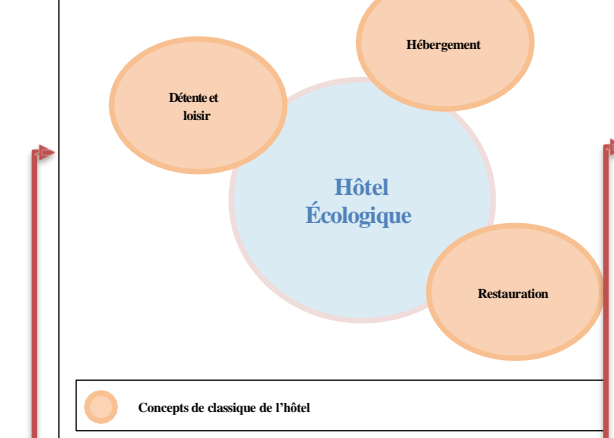 Hébergement
Détente et
loisir
Hôtel
Écologique
Restauration
Concepts de classique de l'hôtel